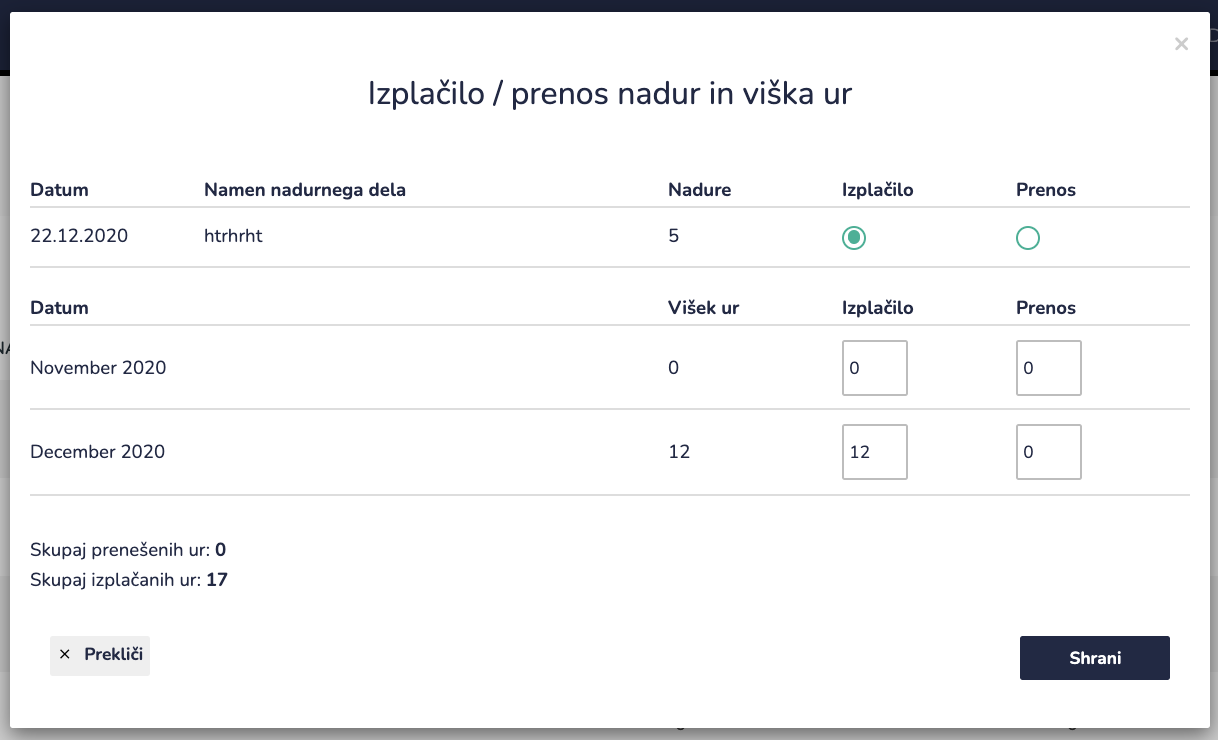 ×
Izplačilo / prenos nadur in viška ur
Datum Namen nadurnega dela Nadure Izplačilo Prenos
22.12.2020 htrhrht 5
Datum Višek ur Izplačilo Prenos
November 2020 0 0 0
December 2020 12 12 0
Skupaj prenešenih ur: 0
Skupaj izplačanih ur: 17
× Prekliči Shrani